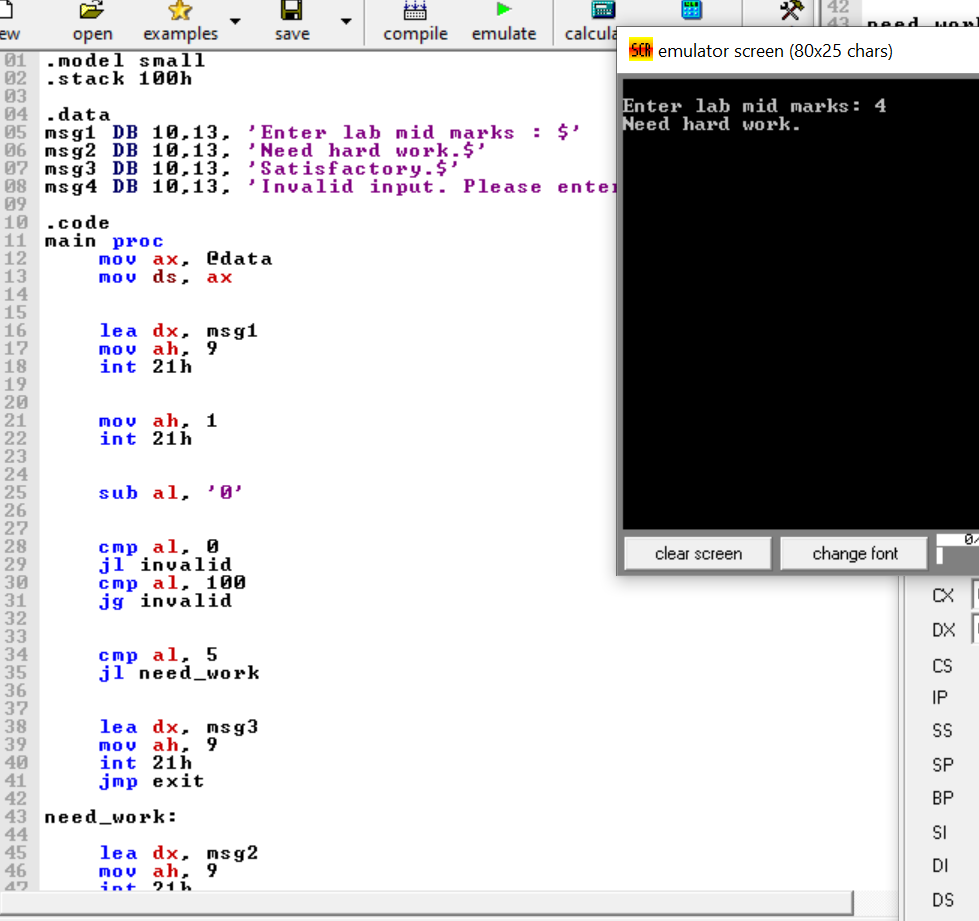 ew open examples save compile emulate calcula
42
43
SCR emulator screen (80x25 chars)
01 .model small
02 .stack 100h
03
04 .data
05 msg1 DB 10,13, 'Enter lab mid marks : $'
06 msg2 DB 10,13, 'Need hard work.$'
07 msg3 DB 10,13, 'Satisfactory.$'
08 msg4 DB 10,13, 'Invalid input. Please enter
09
10 .code
11 main proc
12 mov ax, @data
13 mov ds, ax
14
15
16 lea dx, msg1
17 mov ah, 9
18 int 21h
19
20
21 mov ah, 1
22 int 21h
23
24
25 sub al, '0'
26
27
28 cmp al, 0
29 jl invalid
30 cmp al, 100
31 jg invalid
32
33
34 cmp al, 5
35 jl need_work
36
37
38 lea dx, msg3
39 mov ah, 9
40 int 21h
41 jmp exit
42
43 need_work:
44
45 lea dx, msg2
46 mov ah, 9
47 int 21h
Enter lab mid marks: 4
Need hard work.
clear screen change font 0/
CX
DX
CS
IP
SS
SP
BP
SI
DI
DS